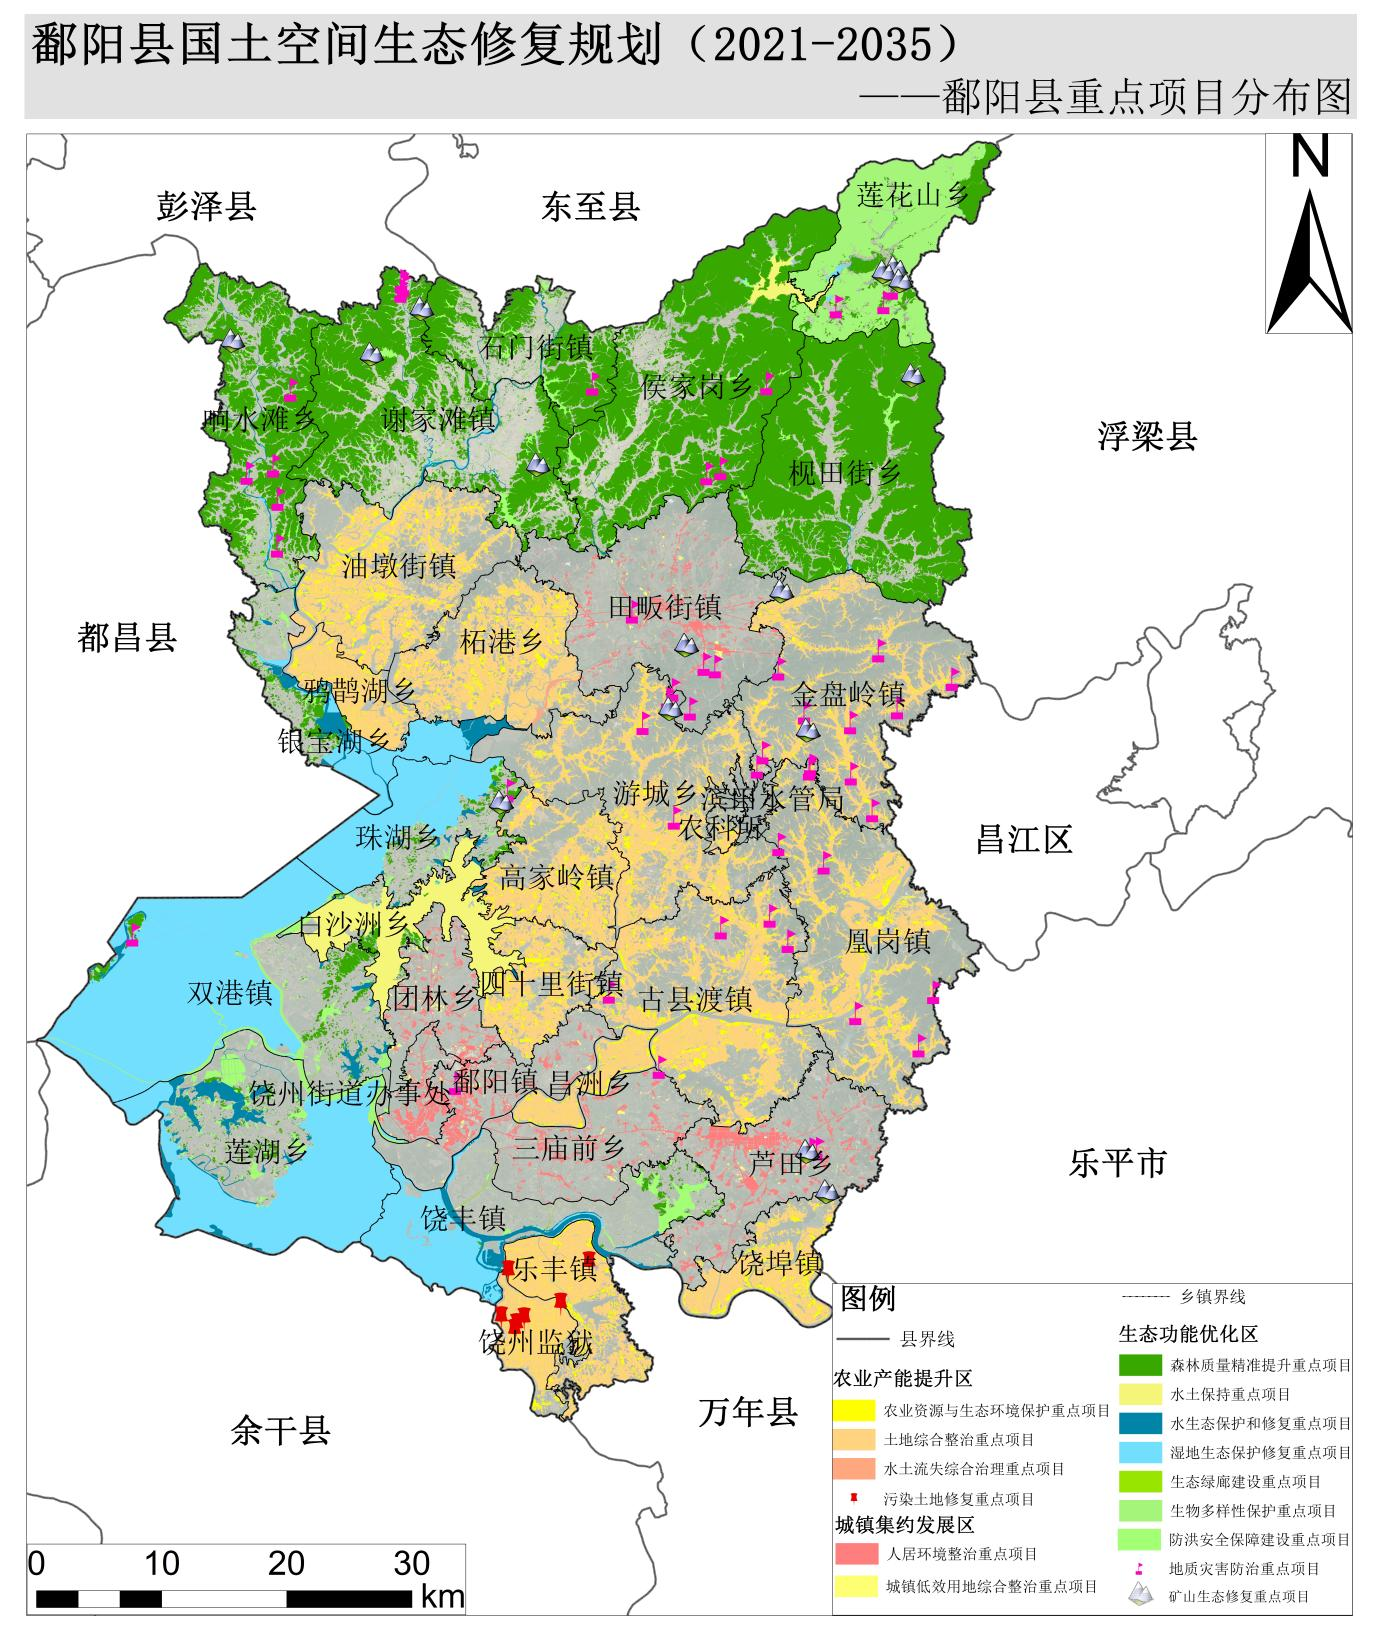 鄱阳县国土空间生态修复规划（2021-2035）
——鄱阳县重点项目分布图
N
彭泽县
东至县
莲花山乡
石门街镇
侯家岗乡
响水滩乡
谢家滩镇
浮梁县
枧田街乡
油墩街镇
田畈街镇
都昌县
柘港乡
鸦鹊湖乡
金盘岭镇
银宝湖乡
游城乡
滨田水管局
珠湖乡
农科所
昌江区
高家岭镇
白沙洲乡
凰岗镇
双港镇
团林乡
四十里街镇
古县渡镇
饶州街道办事处
鄱阳镇
昌洲乡
莲湖乡
三庙前乡
芦田乡
乐平市
饶丰镇
乐丰镇
饶埠镇
饶州监狱
余干县
万年县
图例
县界线
农业产能提升区
农业资源与生态环境保护重点项目
土地综合整治重点项目
水土流失综合治理重点项目
污染土地修复重点项目
城镇集约发展区
人居环境整治重点项目
城镇低效用地综合整治重点项目
乡镇界线
生态功能优化区
森林质量精准提升重点项目
水土保持重点项目
水生态保护和修复重点项目
湿地生态保护修复重点项目
生态绿廊建设重点项目
生物多样性保护重点项目
防洪安全保障建设重点项目
地质灾害防治重点项目
矿山生态修复重点项目
0 10 20 30
km